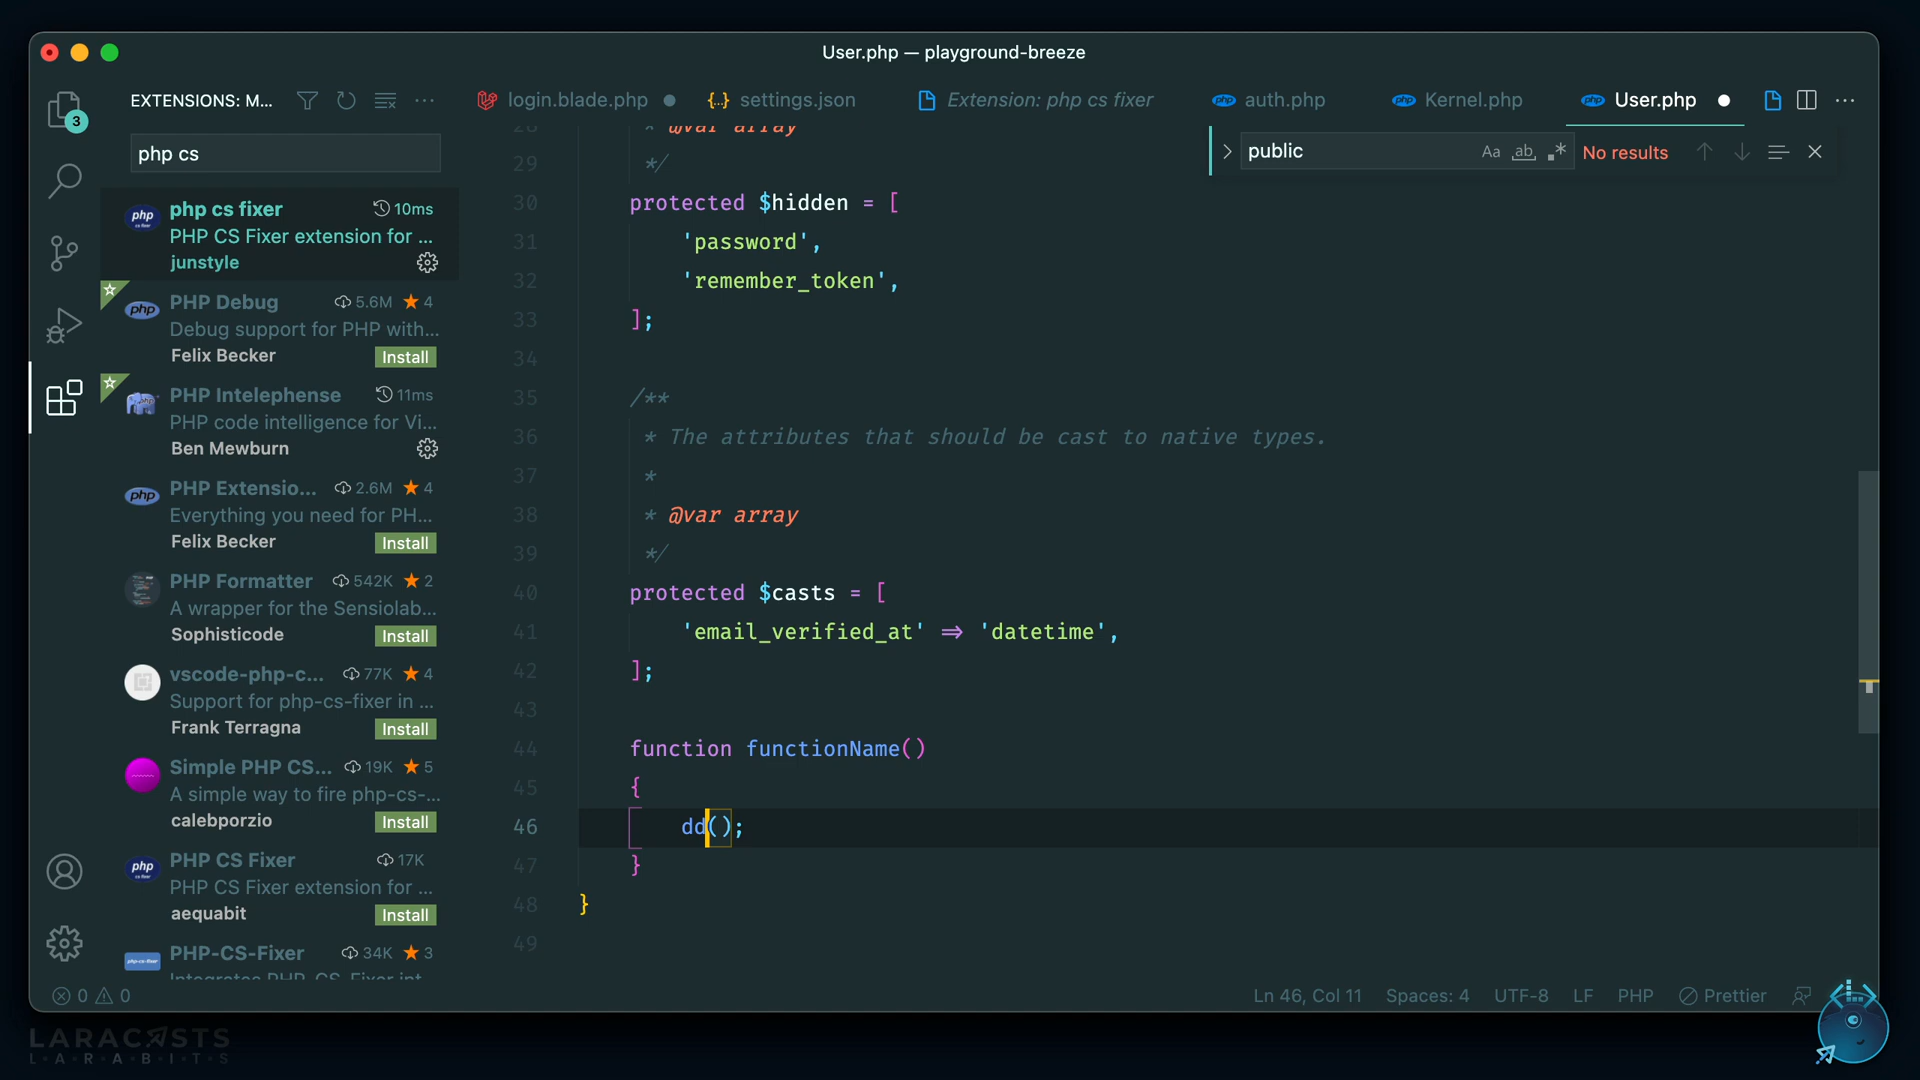 User.php — playground-breeze
EXTENSIONS: M...
login.blade.php
settings.json
Extension: php cs fixer
auth.php
Kernel.php
User.php
3
php cs
public
Aa
ab
No results
php cs fixer 10ms
PHP CS Fixer extension for ...
junstyle
PHP Debug 5.6M 4
Debug support for PHP with...
Felix Becker Install
PHP Intelephense 11ms
PHP code intelligence for Vi...
Ben Mewburn
PHP Extensio... 2.6M 4
Everything you need for PH...
Felix Becker Install
PHP Formatter 542K 2
A wrapper for the Sensiolab...
Sophisticode Install
vscode-php-c... 77K 4
Support for php-cs-fixer in ...
Frank Terragna Install
Simple PHP CS... 19K 5
A simple way to fire php-cs-...
calebporzio Install
PHP CS Fixer 17K
PHP CS Fixer extension for ...
aequabit Install
PHP-CS-Fixer 34K 3
Integrates PHP CS Fixer int
28 * @var array
29 */
30 protected $hidden = [
31 'password',
32 'remember_token',
33 ];
34
35 /**
36 * The attributes that should be cast to native types.
37 *
38 * @var array
39 */
40 protected $casts = [
41 'email_verified_at' => 'datetime',
42 ];
43
44 function functionName()
45 {
46 dd();
47 }
48 }
49
0 0
Ln 46, Col 11
Spaces: 4
UTF-8
LF
PHP
Prettier
LARACASTS
L·A·R·A·B·I·T·S